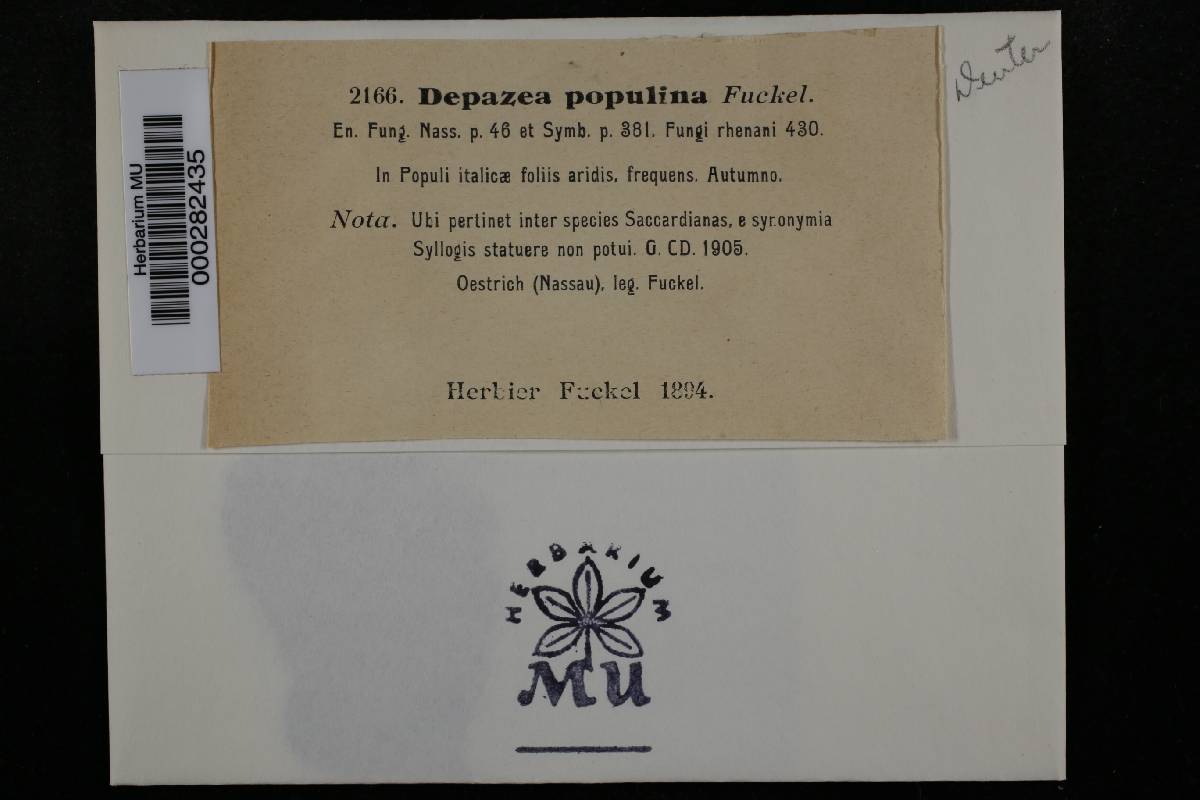 2166. Depazea populina Fuckel.
En. Fung. Nass. p. 46 et Symb. p. 381. Fungi rhenani 430.
In Populi italicæ foliis aridis, frequens. Autumno.
Nota. Ubi pertinet inter species Saccardianas, e synonymia
Syllogis statuere non potui. G. CD. 1905.
Oestrich (Nassau), leg. Fuckel.
Herbier Fuckel 1894.
Herbarium MU
000282435
HERBARIUM
MU